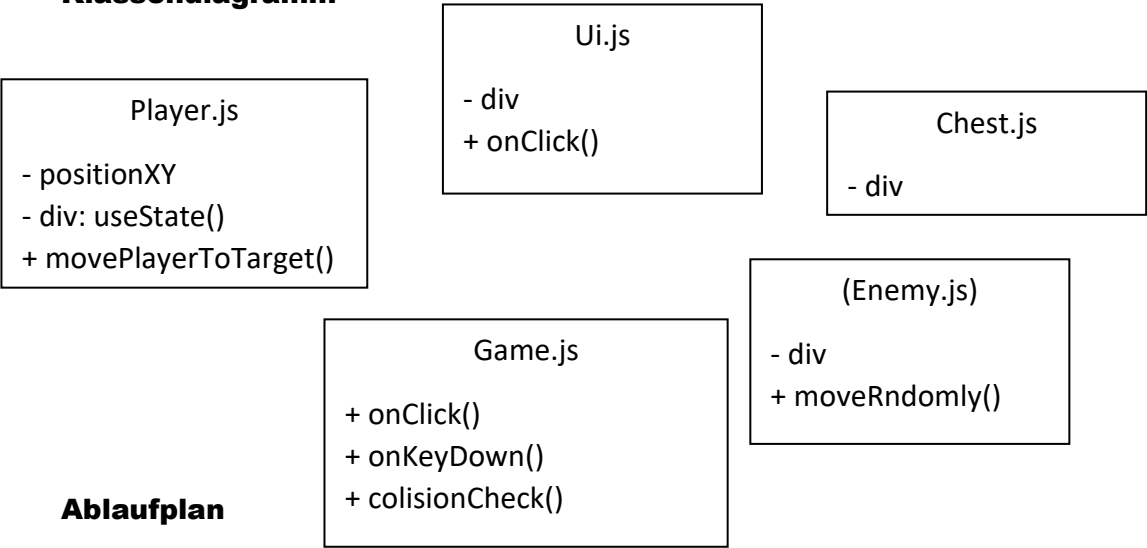 Klassendiagramm
Ui.js
- div
+ onClick()
Player.js
- positionXY
- div: useState()
+ movePlayerToTarget()
Chest.js
- div
(Enemy.js)
- div
+ moveRndomly()
Game.js
+ onClick()
+ onKeyDown()
+ colisionCheck()
Ablaufplan